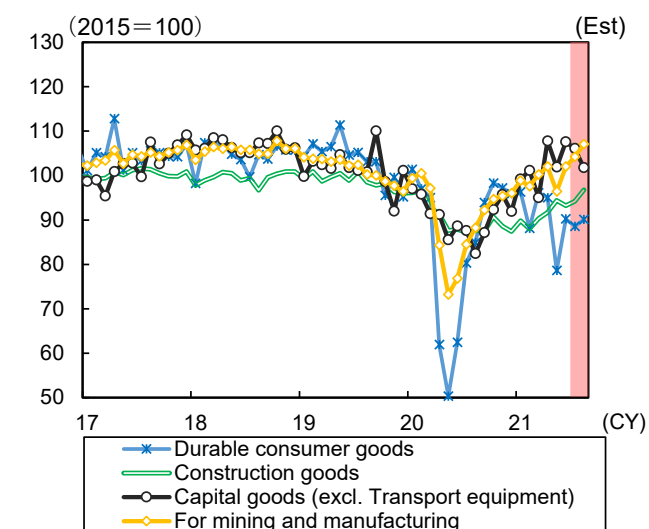 （2015＝100）
(Est)
130
120
110
100
90
80
70
60
50
17 18 19 20 21 (CY)
Durable consumer goods
Construction goods
Capital goods (excl. Transport equipment)
For mining and manufacturing